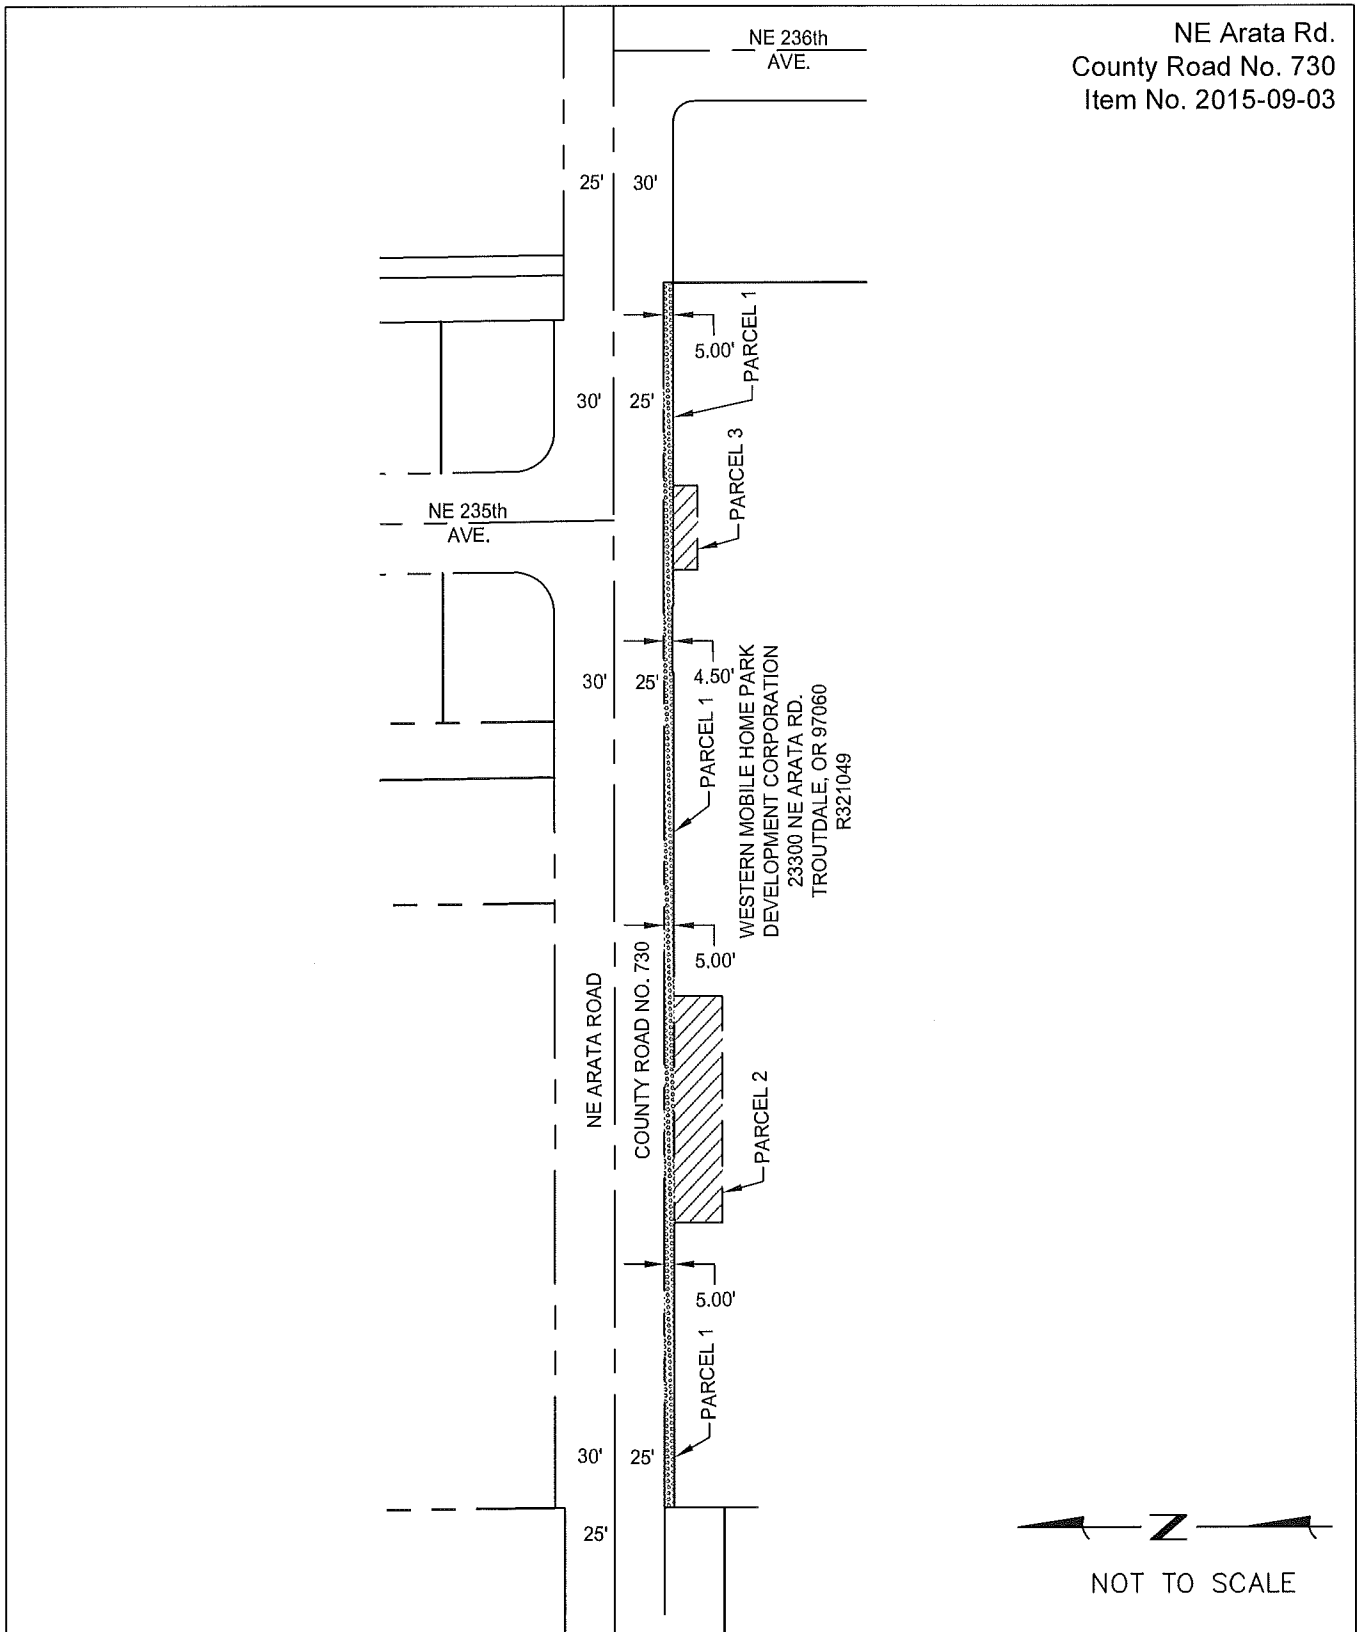 NE Arata Rd.
County Road No. 730
Item No. 2015-09-03
NE 236th
AVE.
25'
30'
5.00'
PARCEL 1
30'
25'
PARCEL 3
NE 235th
AVE.
30'
25'
4.50'
PARCEL 1
WESTERN MOBILE HOME PARK
DEVELOPMENT CORPORATION
23300 NE ARATA RD.
TROUTDALE, OR 97060
R321049
5.00'
NE ARATA ROAD
COUNTY ROAD NO. 730
PARCEL 2
5.00'
PARCEL 1
30'
25'
25'
N
NOT TO SCALE